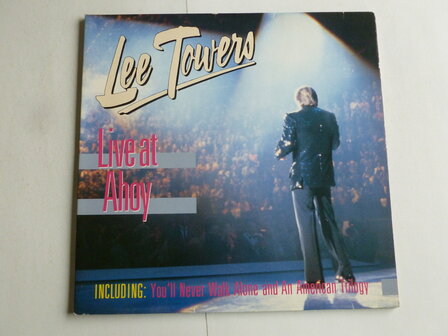 Lee Towers
Live at
Ahoy
INCLUDING: You'll Never Walk Alone and An American Trilogy